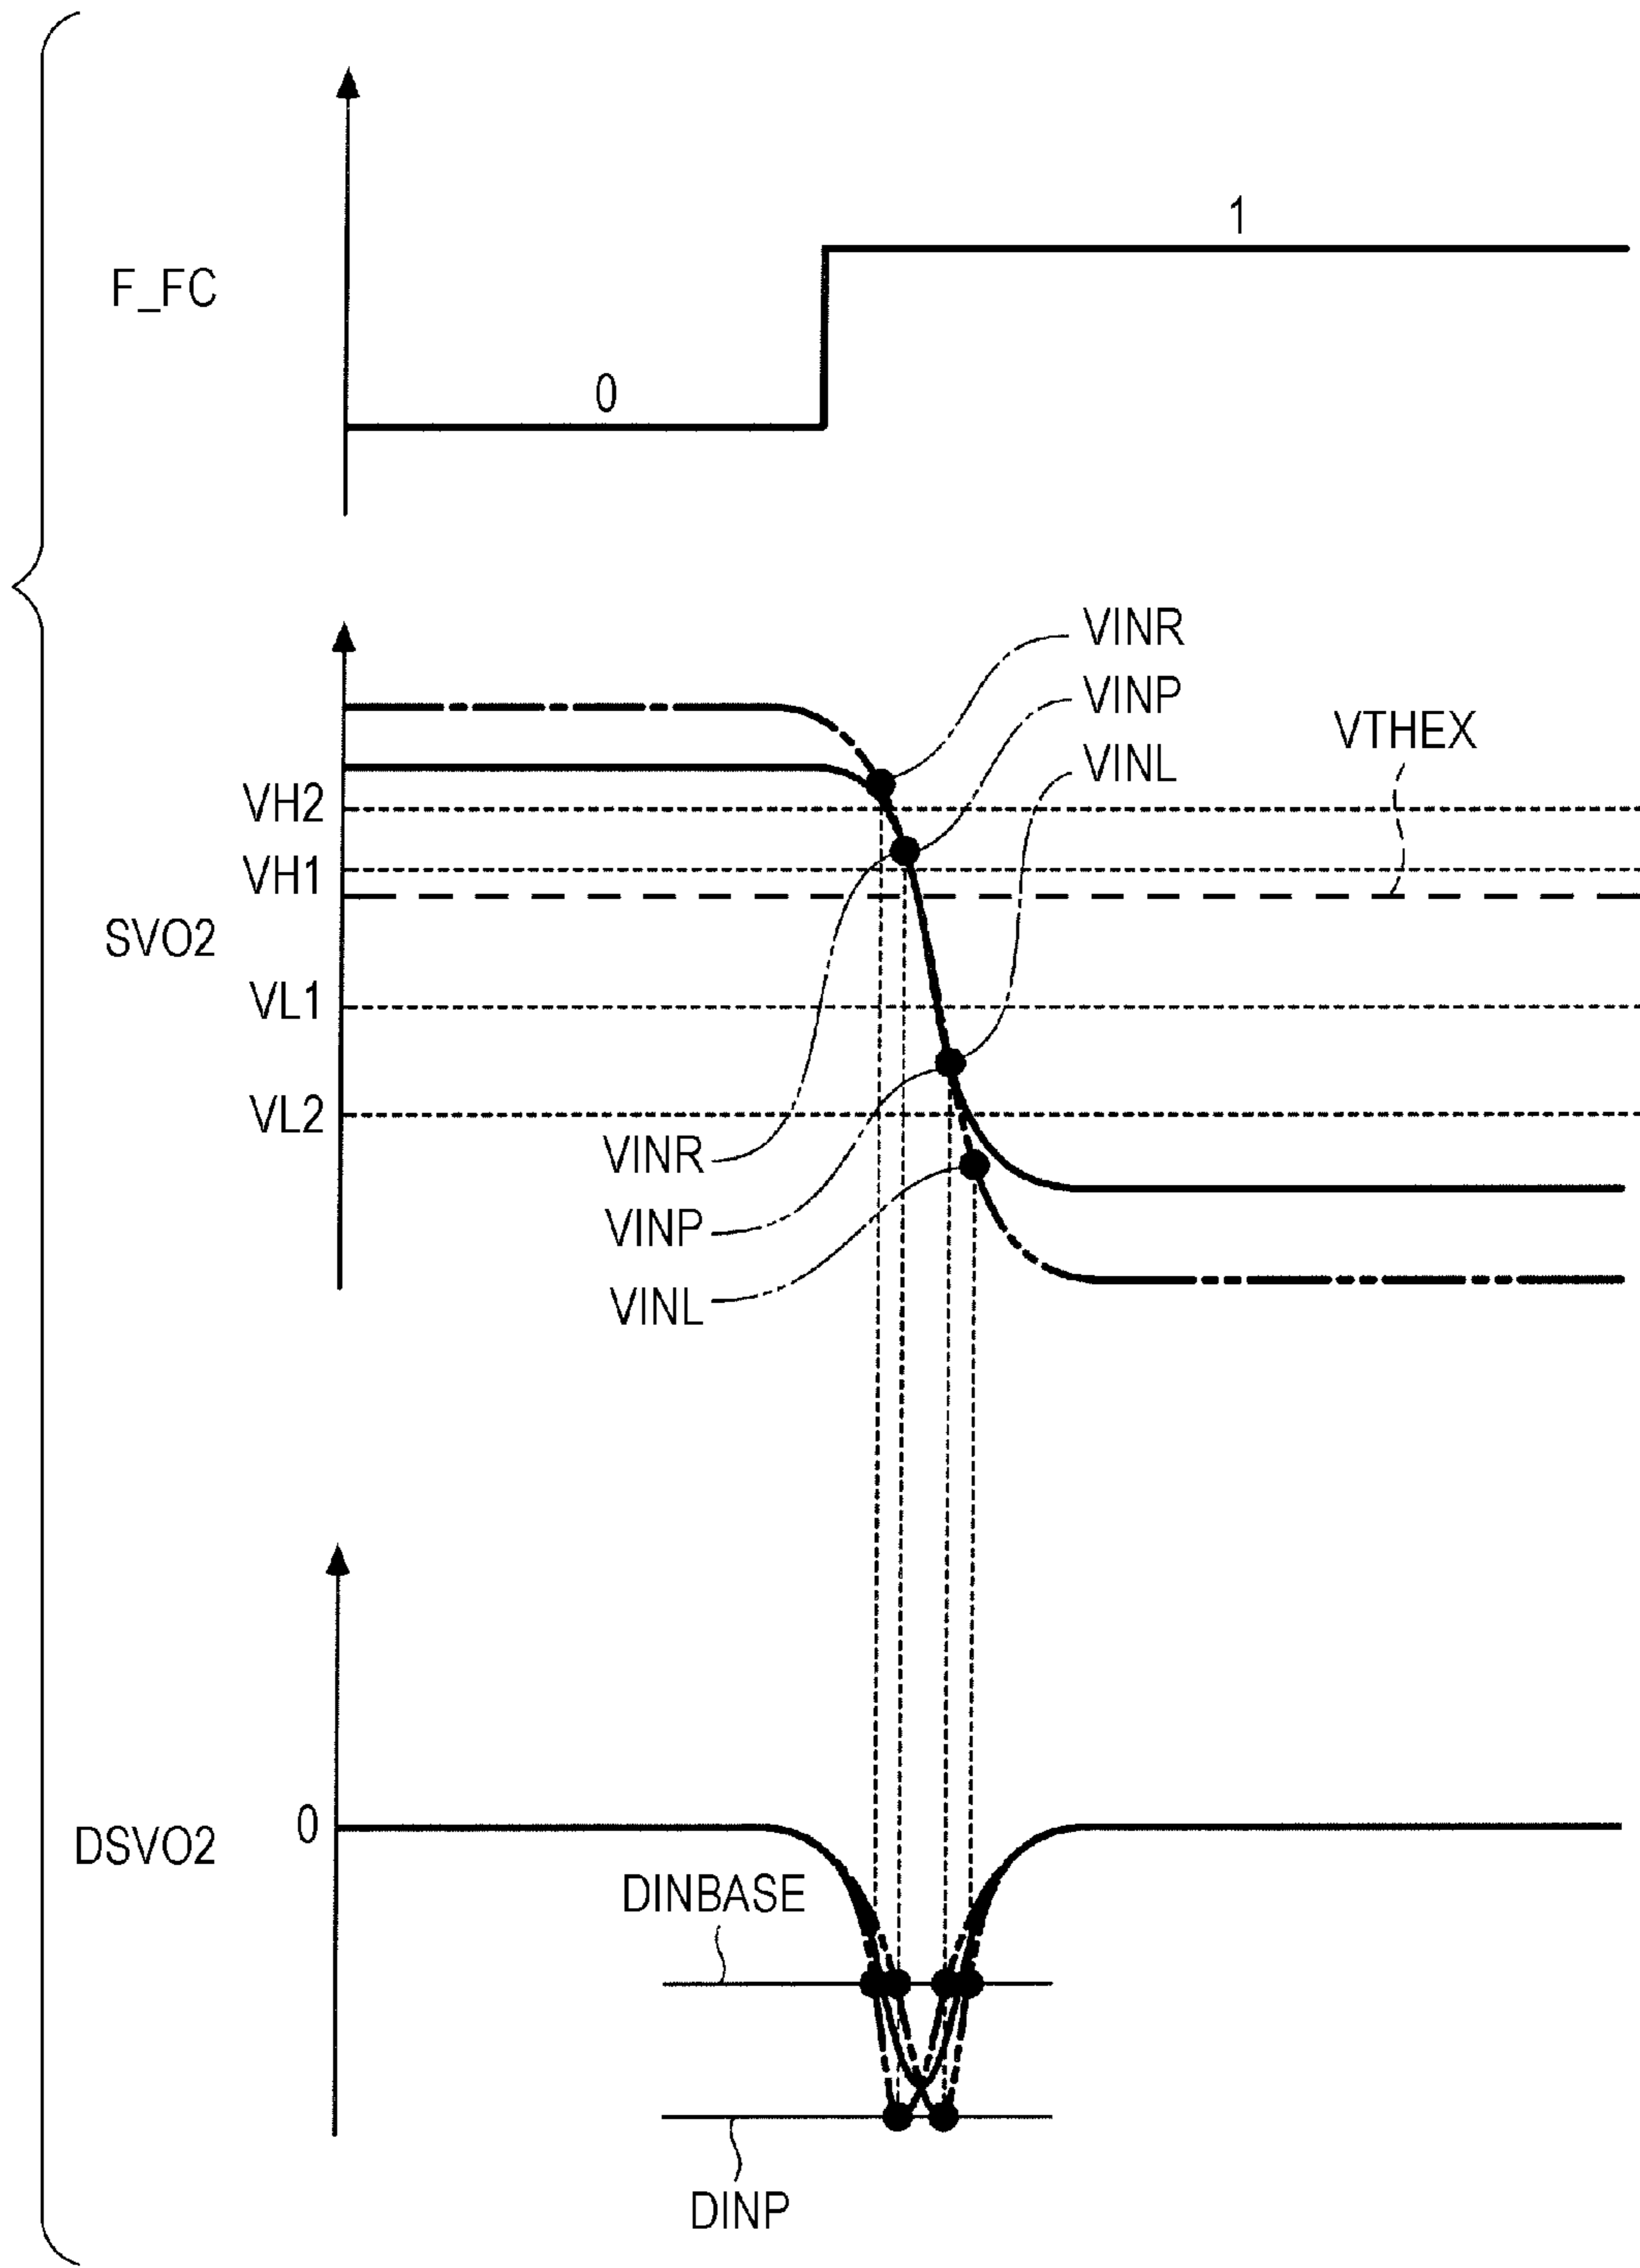 1
F_FC
0
VINR
VINP
VTHEX
VINL
VH2
VH1
SVO2
VL1
VL2
VINR
VINP
VINL
0
DSVO2
DINBASE
DINP